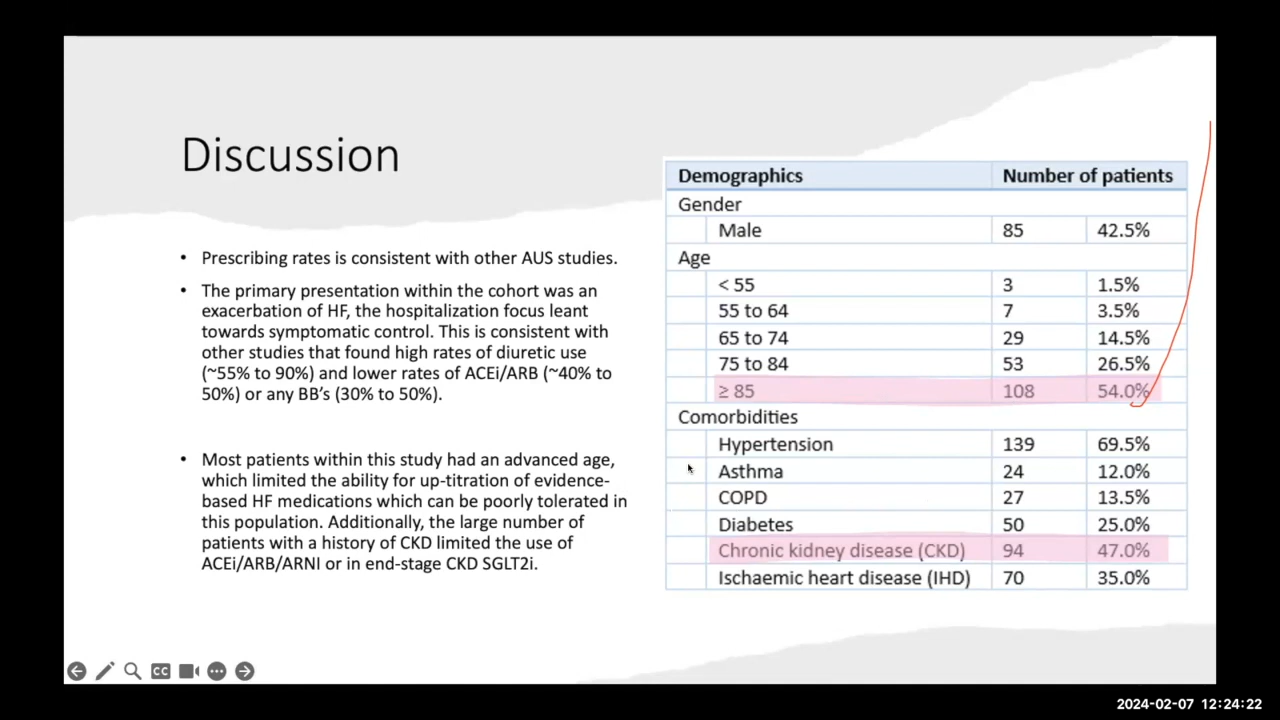 Discussion
• Prescribing rates is consistent with other AUS studies.
• The primary presentation within the cohort was an
exacerbation of HF, the hospitalization focus leant
towards symptomatic control. This is consistent with
other studies that found high rates of diuretic use
(~55% to 90%) and lower rates of ACEi/ARB (~40% to
50%) or any BB's (30% to 50%).
• Most patients within this study had an advanced age,
which limited the ability for up-titration of evidence-
based HF medications which can be poorly tolerated in
this population. Additionally, the large number of
patients with a history of CKD limited the use of
ACEi/ARB/ARNI or in end-stage CKD SGLT2i.
Demographics Number of patients
Gender
Male 85 42.5%
Age
< 55 3 1.5%
55 to 64 7 3.5%
65 to 74 29 14.5%
75 to 84 53 26.5%
≥ 85 108 54.0%
Comorbidities
Hypertension 139 69.5%
Asthma 24 12.0%
COPD 27 13.5%
Diabetes 50 25.0%
Chronic kidney disease (CKD) 94 47.0%
Ischaemic heart disease (IHD) 70 35.0%
CC
2024-02-07 12:24:22